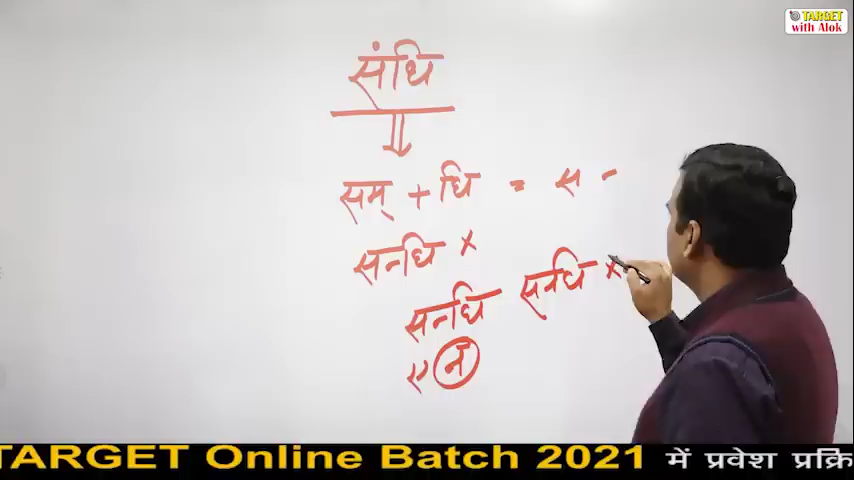 TARGET
with Alok
संधि
सम् + धि = स -
सन्धि ×
सन्धि सन्धि ×
TARGET Online Batch 2021 में प्रवेश प्रक्रि